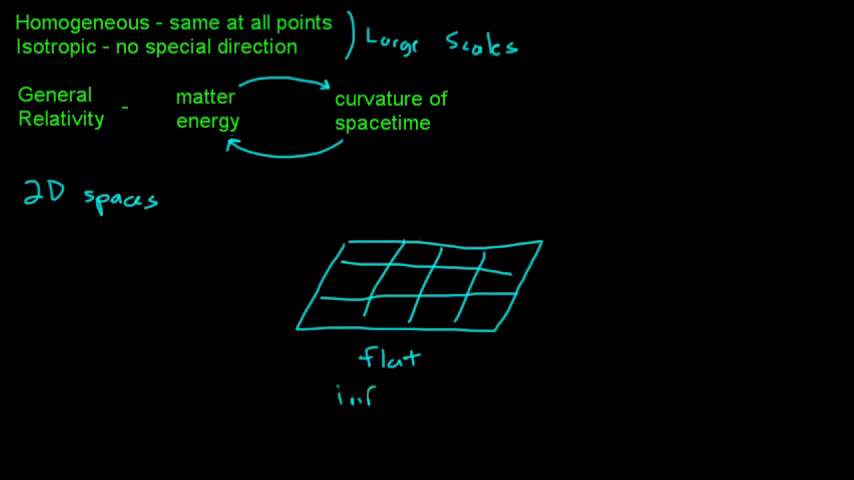 Homogeneous - same at all points
Isotropic - no special direction
Large Scales
General Relativity - matter energy
curvature of spacetime
2D spaces
flat
inf